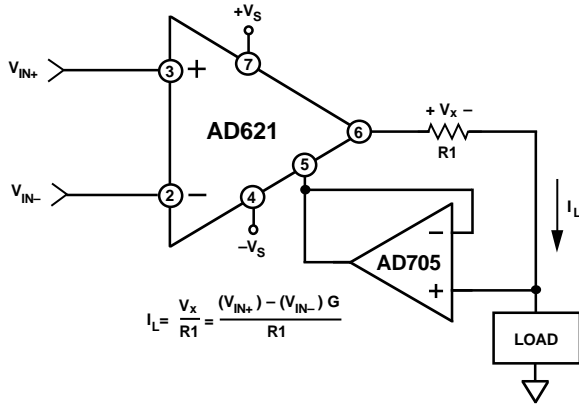 +VS
VIN+
3
+
7
AD621
6
+ Vx –
R1
5
VIN–
2
–
4
–VS
IL
–
AD705
+
IL= Vx/R1 = (VIN+) – (VIN–) G/R1
LOAD